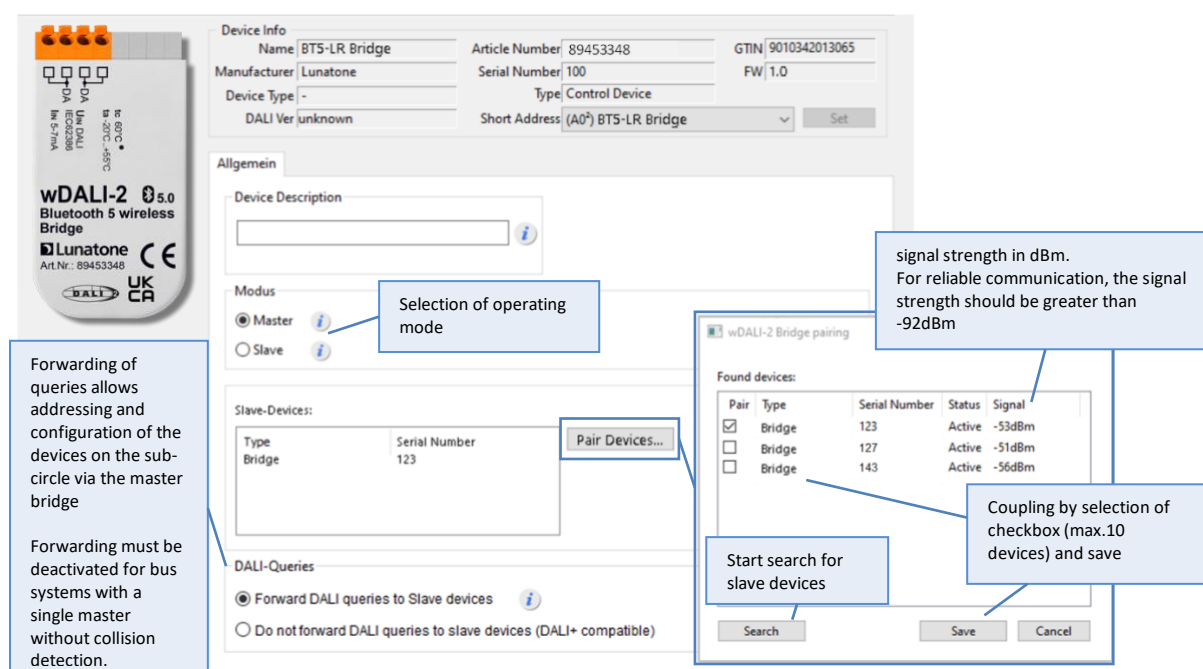 DA
DA
tc 60°C
ta -20°C...+55°C
UIN DALI
IEC62386
IIN 5-7mA
wDALI-2 5.0
Bluetooth 5 wireless
Bridge
Lunatone CE
Art.Nr.: 89453348
DALI UK
CA
Device Info
Name BT5-LR Bridge Article Number 89453348 GTIN 9010342013065
Manufacturer Lunatone Serial Number 100 FW 1.0
Device Type - Type Control Device
DALI Ver unknown Short Address (A0²) BT5-LR Bridge Set
Allgemein
Device Description
i
Modus
Master i
Slave i
Selection of operating
mode
Slave-Devices:
Type Serial Number
Bridge 123
Pair Devices...
DALI-Queries
Forward DALI queries to Slave devices i
Do not forward DALI queries to slave devices (DALI+ compatible)
Forwarding of
queries allows
addressing and
configuration of the
devices on the sub-
circle via the master
bridge
Forwarding must be
deactivated for bus
systems with a
single master
without collision
detection.
signal strength in dBm.
For reliable communication, the signal
strength should be greater than
-92dBm
wDALI-2 Bridge pairing
Found devices:
Pair Type Serial Number Status Signal
Bridge 123 Active -53dBm
Bridge 127 Active -51dBm
Bridge 143 Active -56dBm
Coupling by selection of
checkbox (max.10
devices) and save
Start search for
slave devices
Search Save Cancel